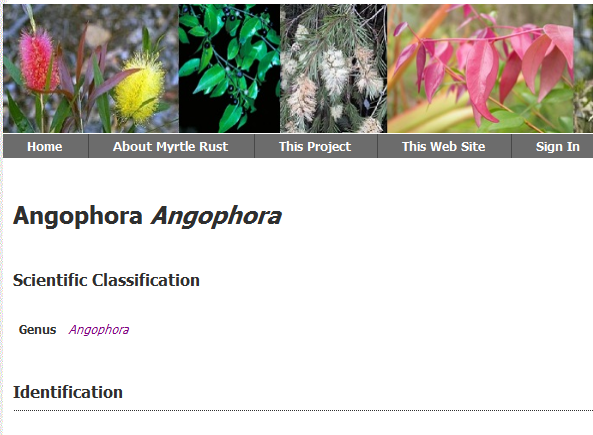 Home About Myrtle Rust This Project This Web Site Sign In
Angophora Angophora
Scientific Classification
Genus Angophora
Identification